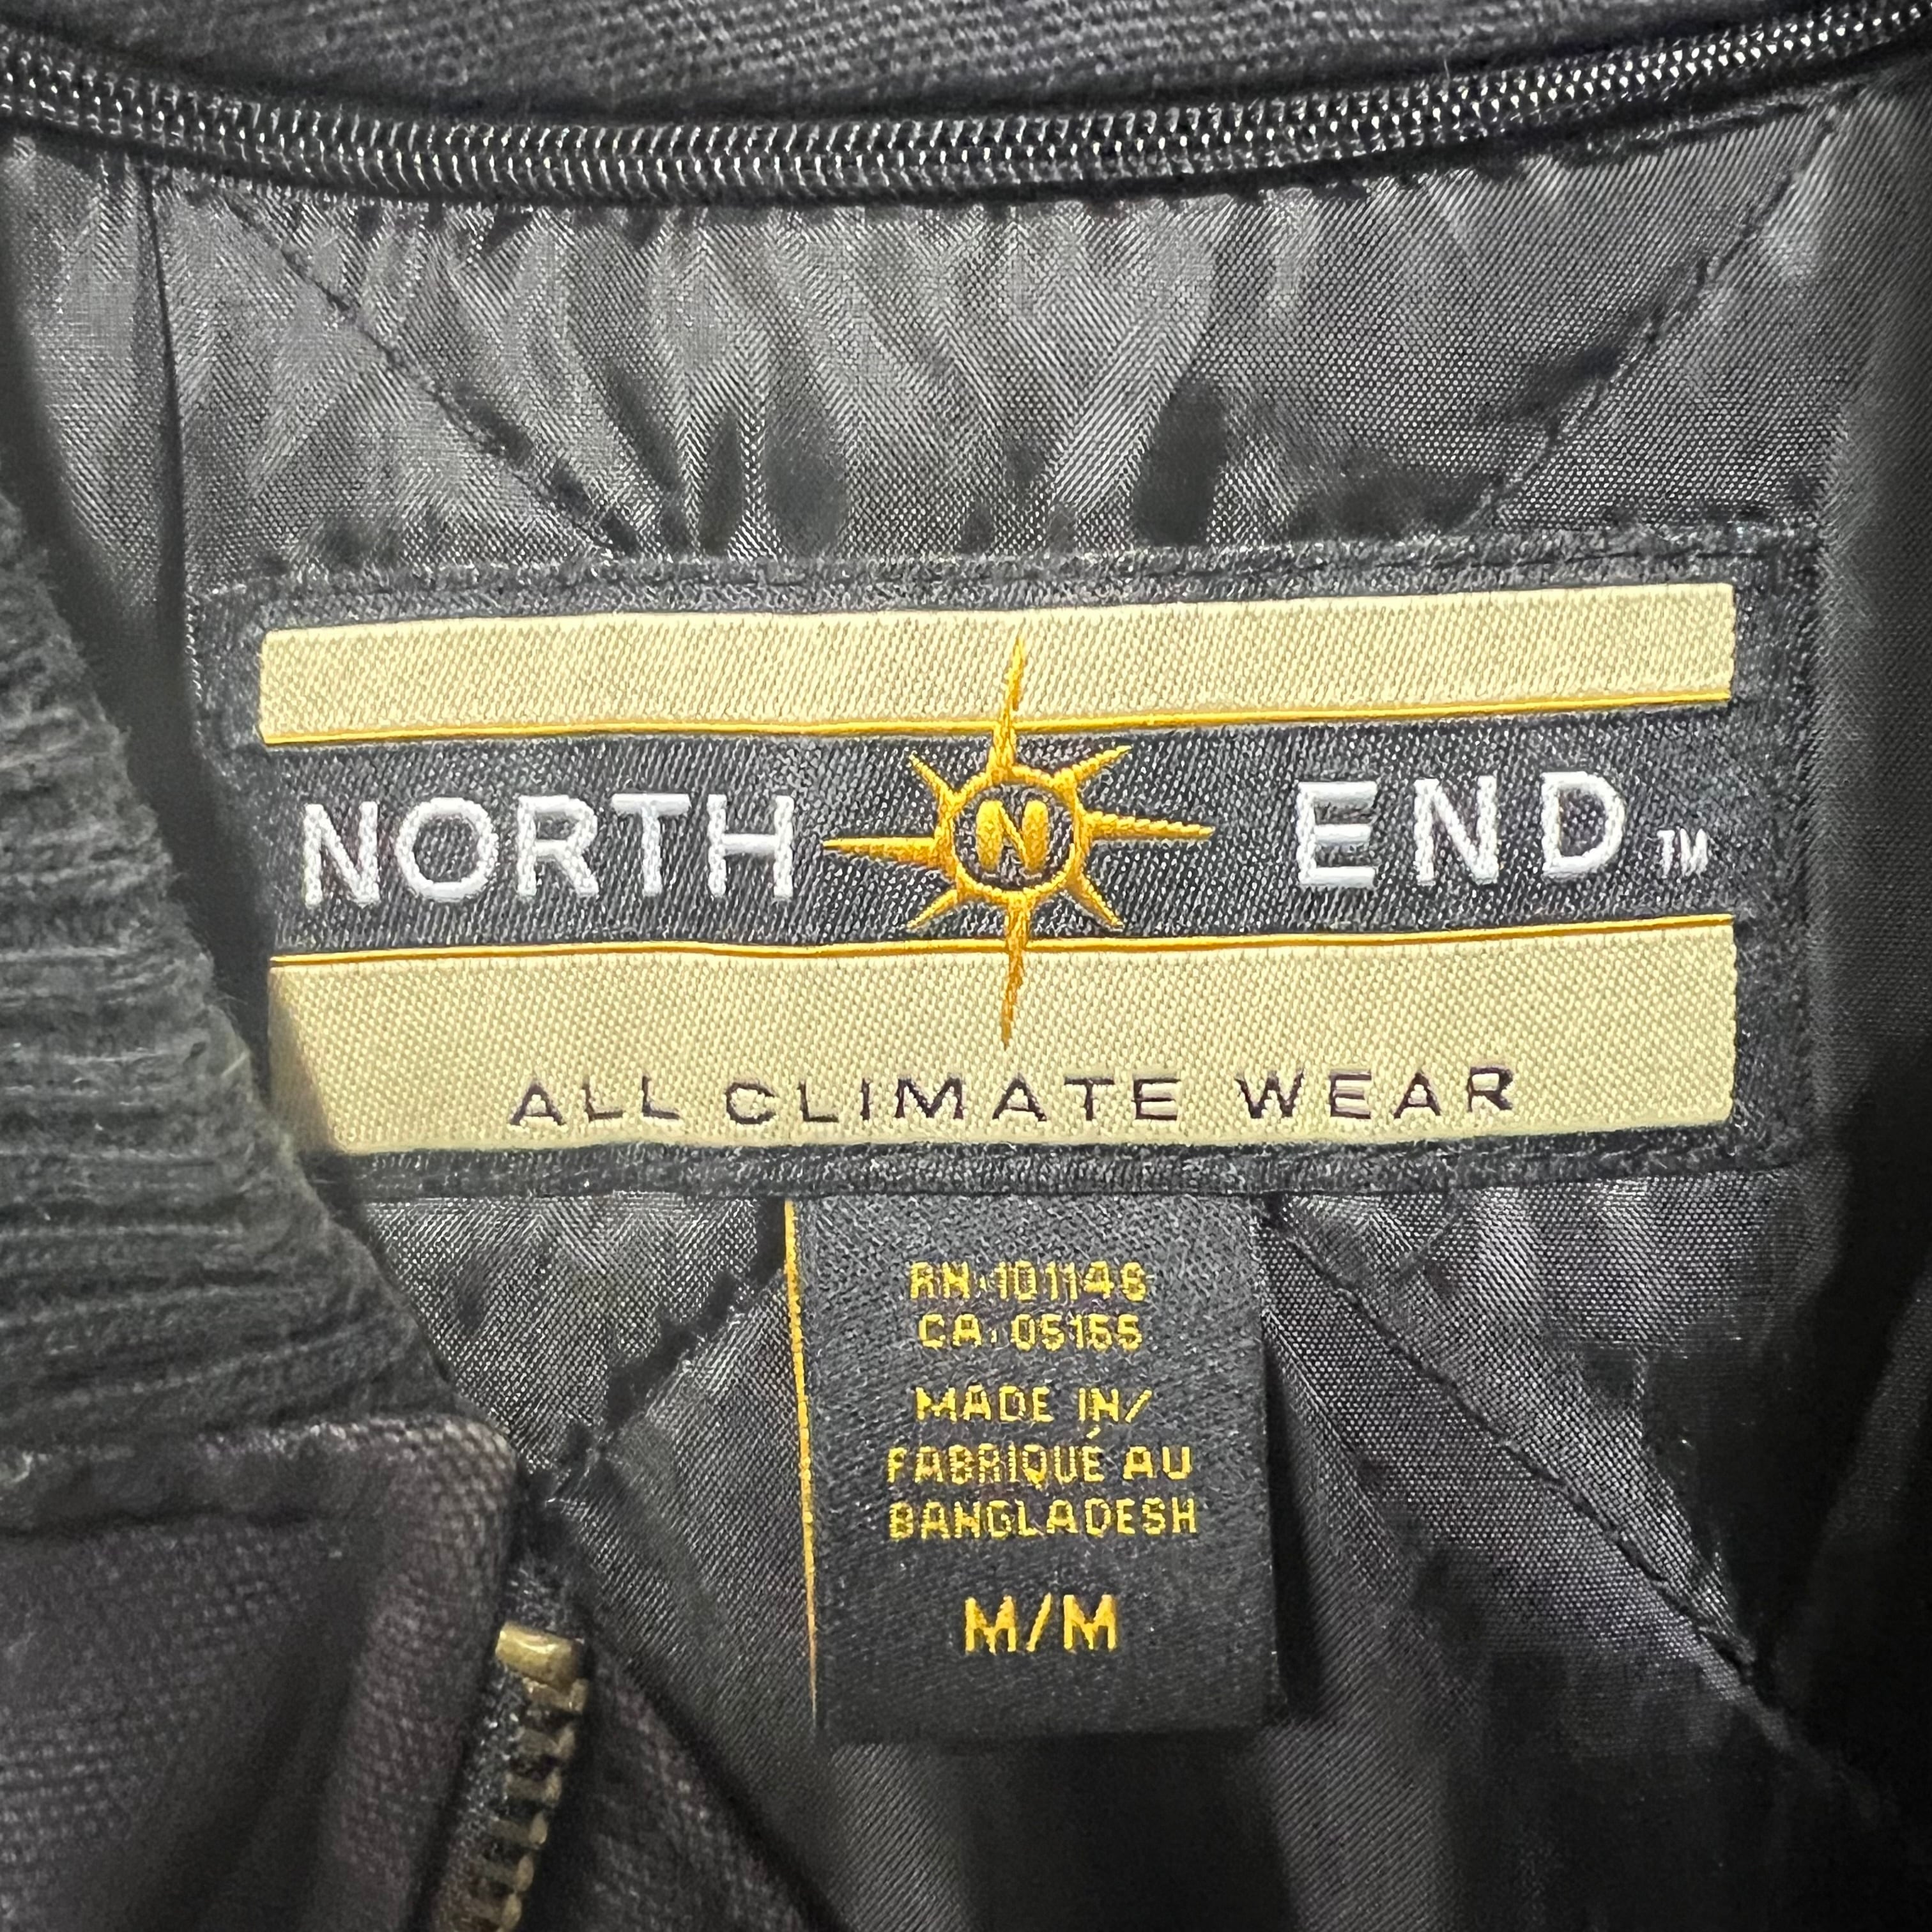 NORTH N END TM
ALL CLIMATE WEAR
RN:101146
CA: 05155
MADE IN/
FABRIQUÉ AU
BANGLADESH
M/M